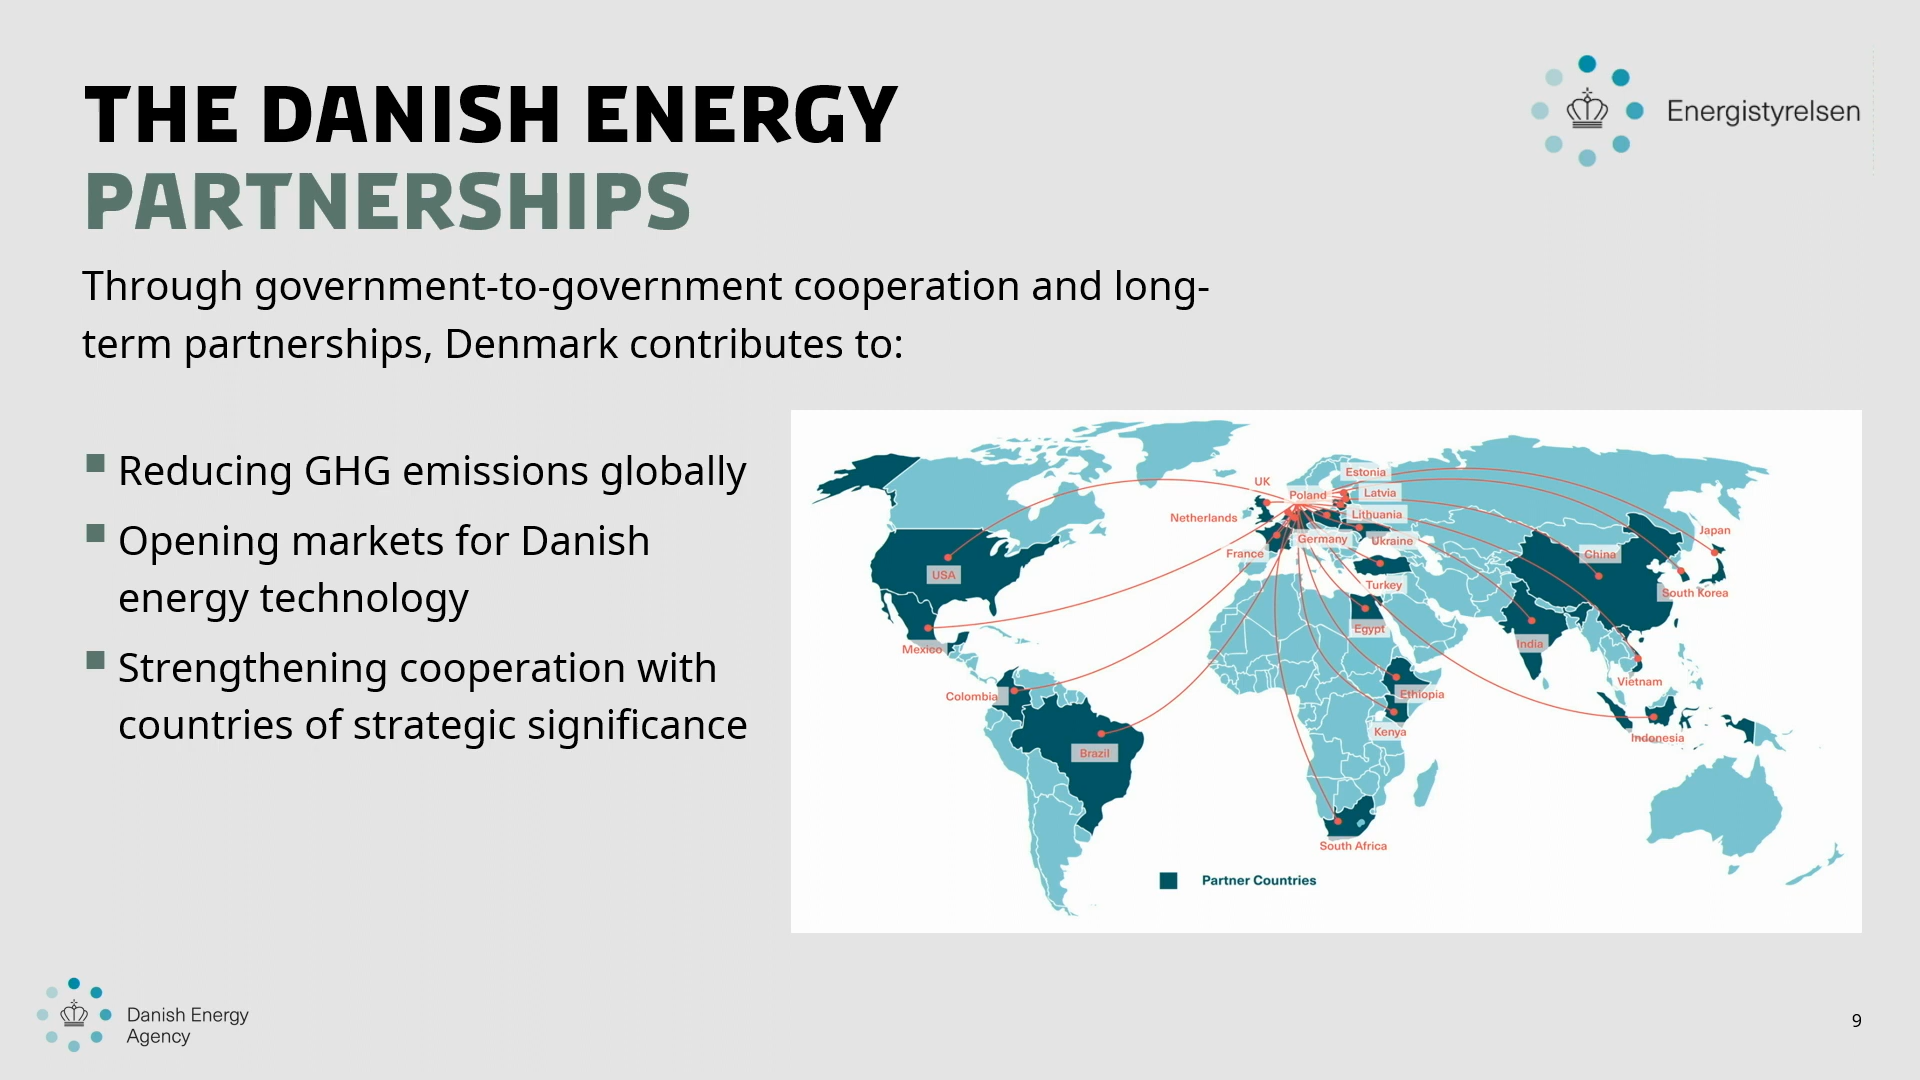 THE DANISH ENERGY
PARTNERSHIPS
Energistyrelsen
Through government-to-government cooperation and long-
term partnerships, Denmark contributes to:
Reducing GHG emissions globally
Opening markets for Danish
energy technology
Strengthening cooperation with
countries of strategic significance
Estonia
UK
Poland
Latvia
Netherlands
Lithuania
Japan
Germany
Ukraine
France
China
USA
Turkey
South Korea
Egypt
India
Mexico
Vietnam
Colombia
Ethiopia
Kenya
Indonesia
Brazil
South Africa
Partner Countries
Danish Energy
Agency
9